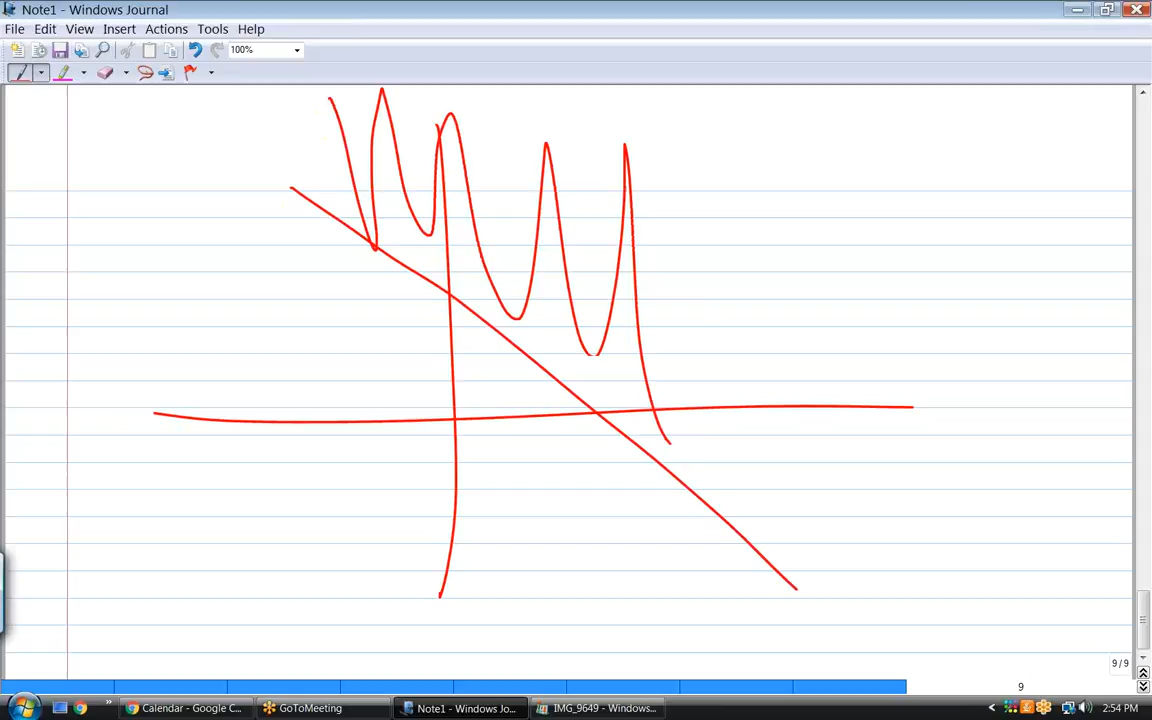 Note1 - Windows Journal
File Edit View Insert Actions Tools Help
100%
9/9
9
Calendar - Google C...
GoToMeeting
Note1 - Windows Jo...
IMG_9649 - Windows...
2:54 PM